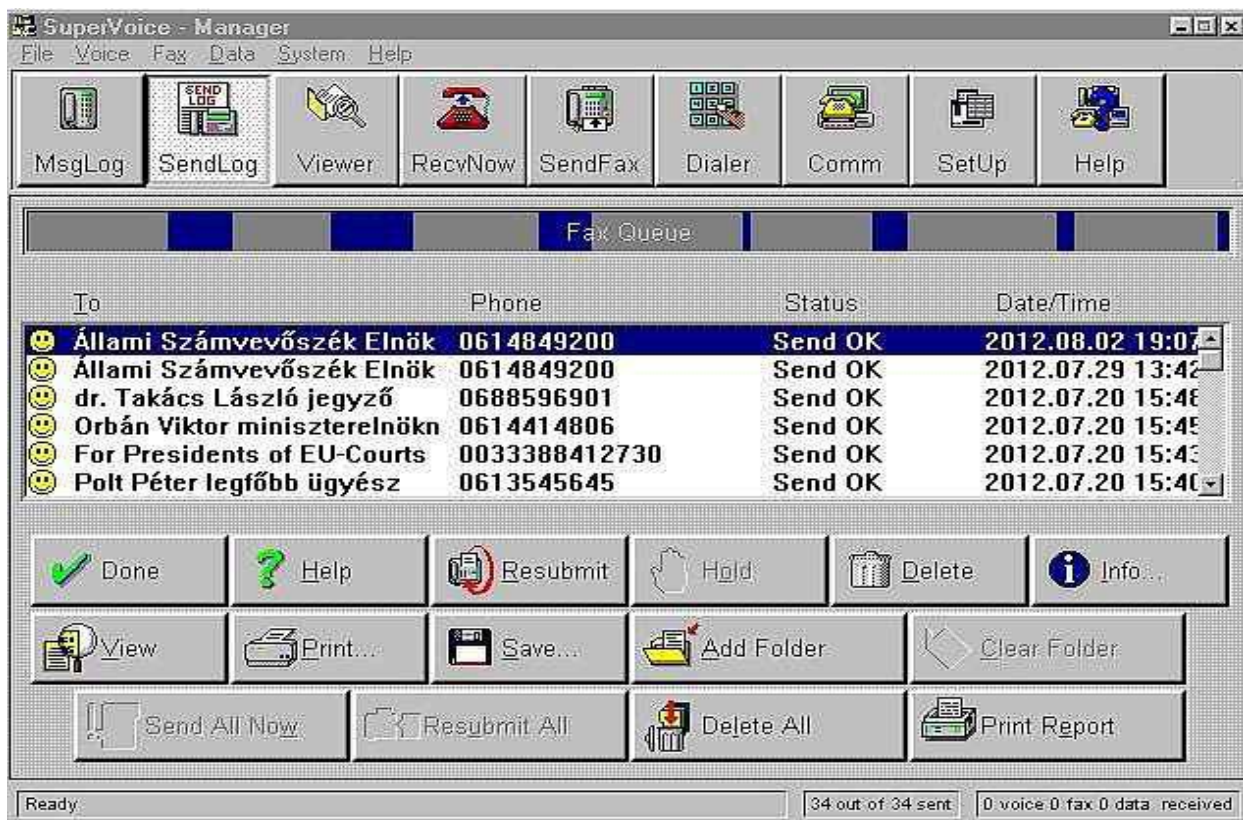 SuperVoice - Manager
File Voice Fax Data System Help
SEND LOG
MsgLog SendLog Viewer RecvNow SendFax Dialer Comm SetUp Help
Fax Queue
To Phone Status Date/Time
Állami Számvevőszék Elnök 0614849200 Send OK 2012.08.02 19:07
Állami Számvevőszék Elnök 0614849200 Send OK 2012.07.29 13:42
dr. Takács László jegyző 0688596901 Send OK 2012.07.20 15:48
Orbán Viktor miniszterelnökn 0614414806 Send OK 2012.07.20 15:45
For Presidents of EU-Courts 0033388412730 Send OK 2012.07.20 15:43
Polt Péter legfőbb ügyész 0613545645 Send OK 2012.07.20 15:40
Done Help Resubmit Hold Delete Info...
View Print... Save... Add Folder Clear Folder
Send All Now Resubmit All Delete All Print Report
Ready 34 out of 34 sent 0 voice 0 fax 0 data received